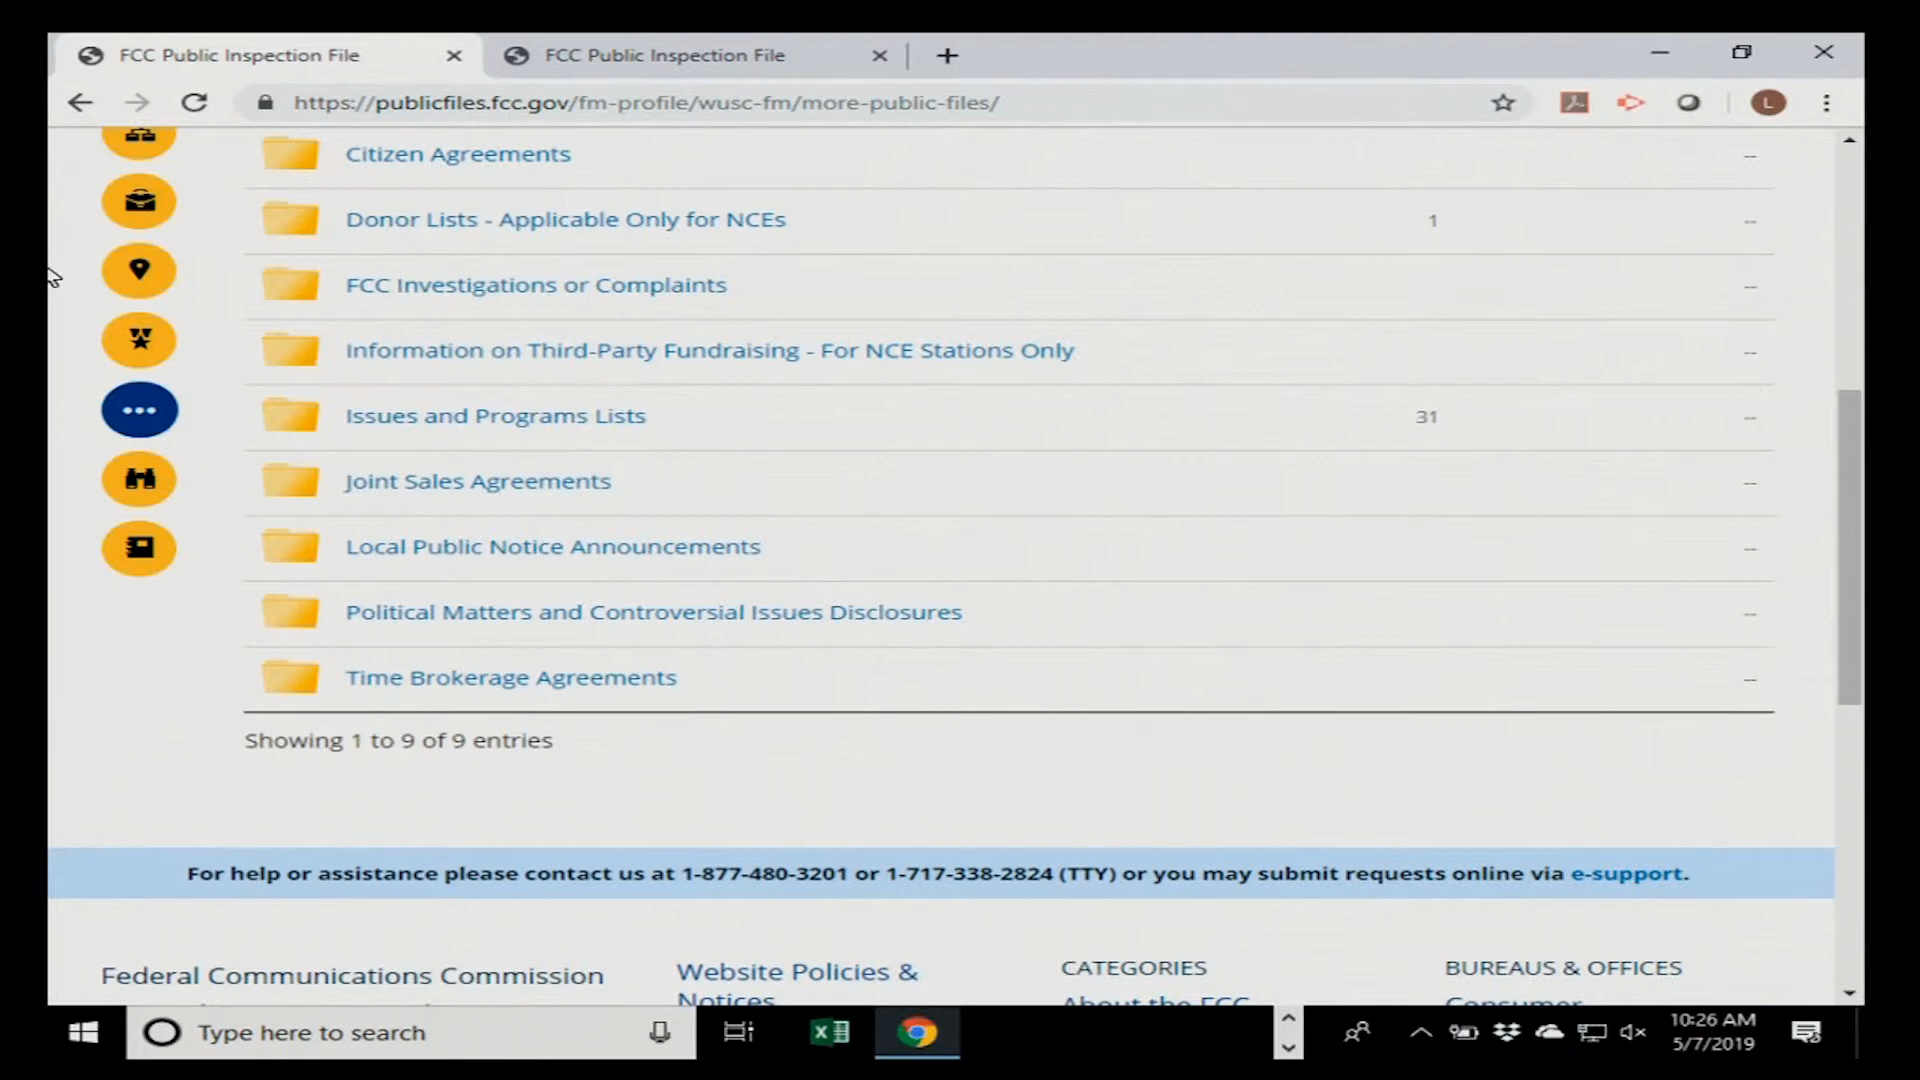 FCC Public Inspection File
FCC Public Inspection File
https://publicfiles.fcc.gov/fm-profile/wusc-fm/more-public-files/
L
Citizen Agreements --
Donor Lists - Applicable Only for NCEs 1 --
FCC Investigations or Complaints --
Information on Third-Party Fundraising - For NCE Stations Only --
Issues and Programs Lists 31 --
Joint Sales Agreements --
Local Public Notice Announcements --
Political Matters and Controversial Issues Disclosures --
Time Brokerage Agreements --
Showing 1 to 9 of 9 entries
For help or assistance please contact us at 1-877-480-3201 or 1-717-338-2824 (TTY) or you may submit requests online via e-support.
Federal Communications Commission
Website Policies &
Notices
CATEGORIES
About the FCC
BUREAUS & OFFICES
Consumer
Type here to search
10:26 AM
5/7/2019